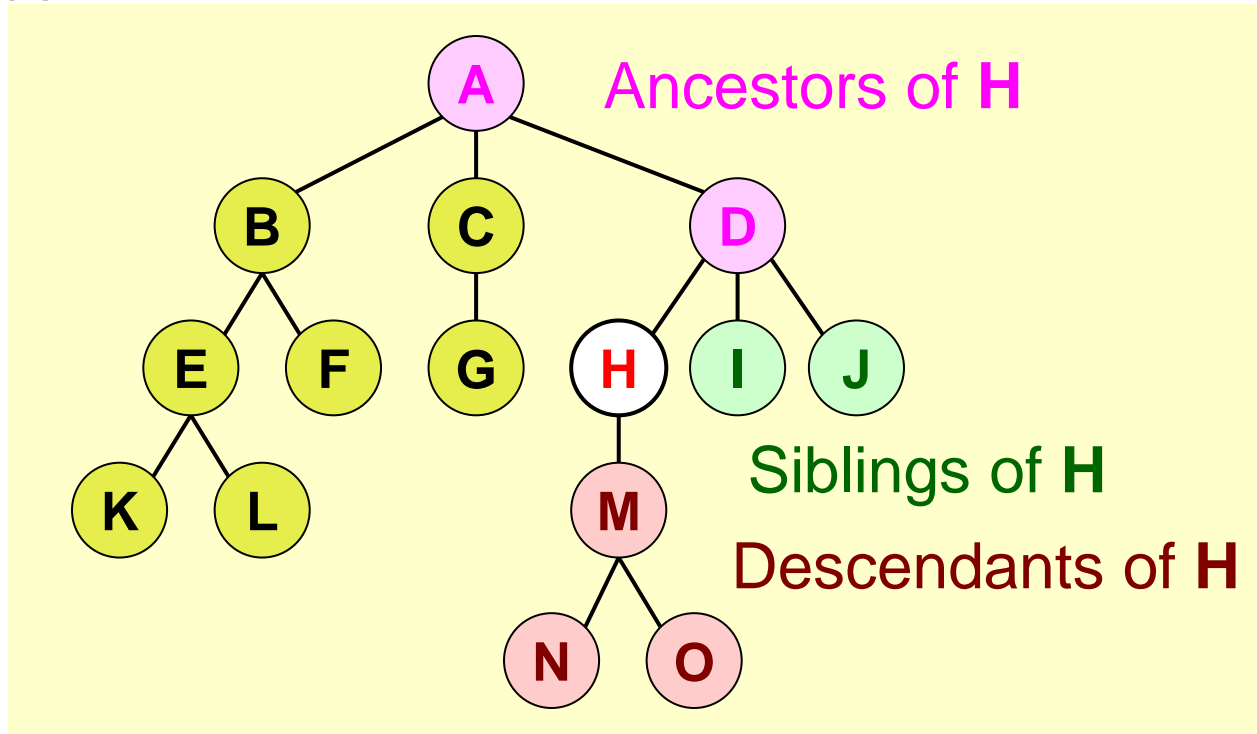 A
Ancestors of H
B
C
D
E
F
G
H
I
J
Siblings of H
K
L
M
Descendants of H
N
O